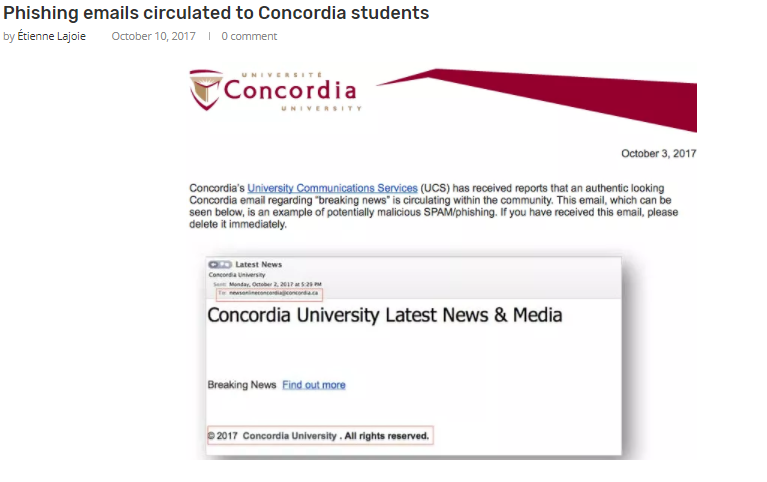 Phishing emails circulated to Concordia students
by Étienne Lajoie October 10, 2017 | 0 comment
UNIVERSITÉ
Concordia
UNIVERSITY
October 3, 2017
Concordia's University Communications Services (UCS) has received reports that an authentic looking
Concordia email regarding "breaking news" is circulating within the community. This email, which can be
seen below, is an example of potentially malicious SPAM/phishing. If you have received this email, please
delete it immediately.
Latest News
Concordia University
Sent: Monday, October 2, 2017 at 5:29 PM
To: newsonlineconcordia@concordia.ca
Concordia University Latest News & Media
Breaking News Find out more
© 2017 Concordia University . All rights reserved.